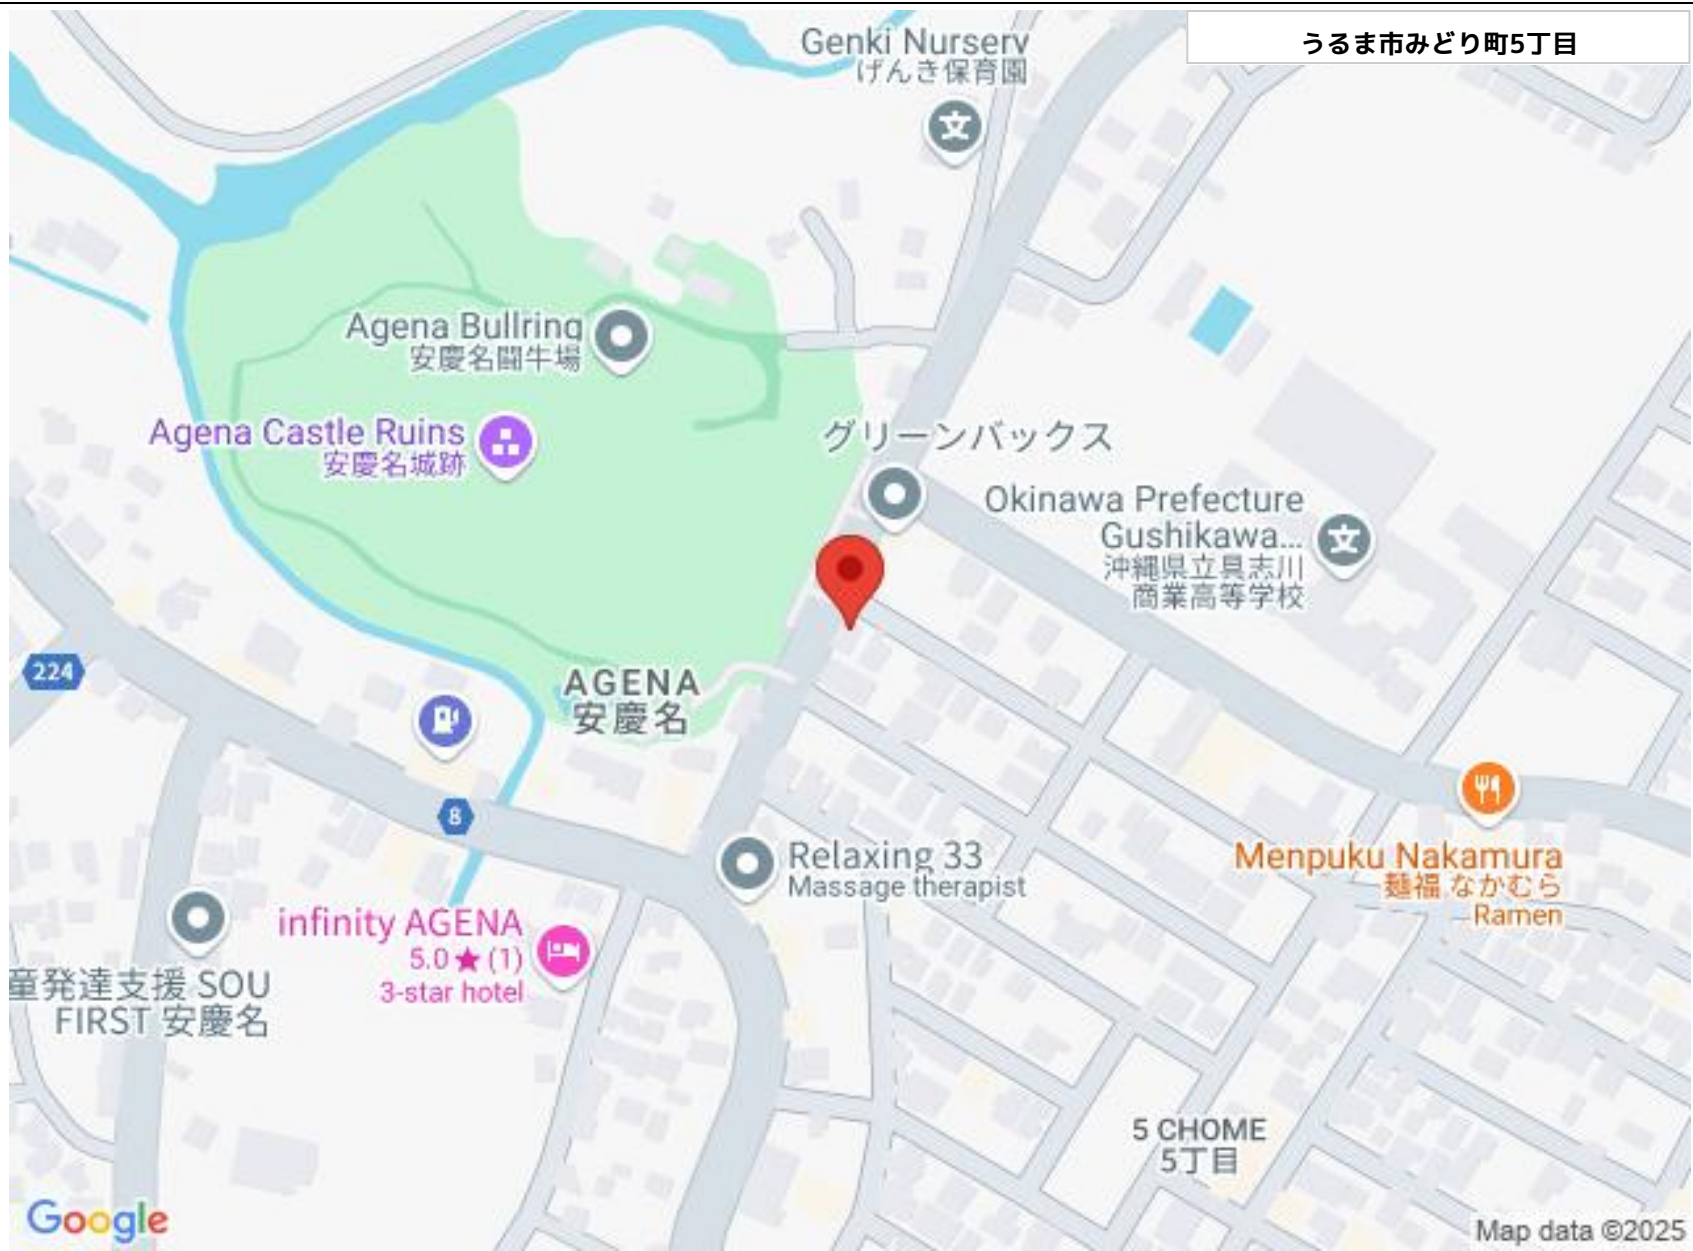 うるま市みどり町5丁目
Genki Nursery
げんき保育園
Agena Bullring
安慶名闘牛場
Agena Castle Ruins
安慶名城跡
グリーンバックス
Okinawa Prefecture
Gushikawa...
沖縄県立具志川
商業高等学校
224
AGENA
安慶名
8
Relaxing 33
Massage therapist
Menpuku Nakamura
麺福 なかむら
Ramen
infinity AGENA
5.0★(1)
3-star hotel
童発達支援 SOU
FIRST 安慶名
5 CHOME
5丁目
Google
Map data ©2025